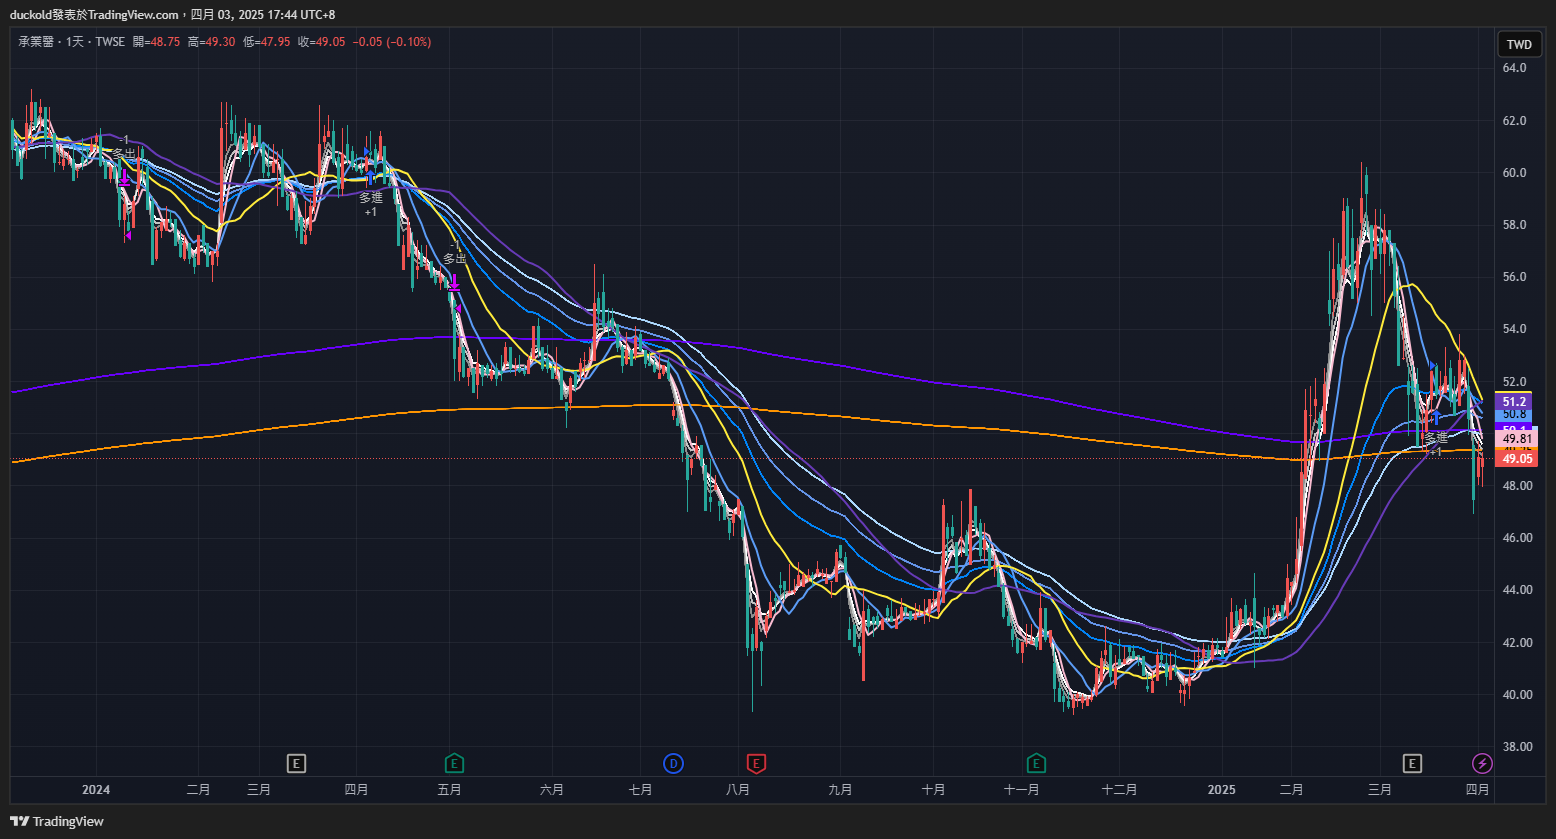 duckold發表於TradingView.com，四月 03, 2025 17:44 UTC+8
承業醫 · 1天 · TWSE 開=48.75 高=49.30 低=47.95 收=49.05 −0.05 (−0.10%)
TWD
64.0
62.0
60.0
58.0
56.0
54.0
52.0
51.2
50.8
49.81
49.05
48.00
46.00
44.00
42.00
40.00
38.00
-1
多出
多進
+1
-1
多出
多進
+1
E
E
D
E
E
E
2024
二月
三月
四月
五月
六月
七月
八月
九月
十月
十一月
十二月
2025
二月
三月
四月
TradingView